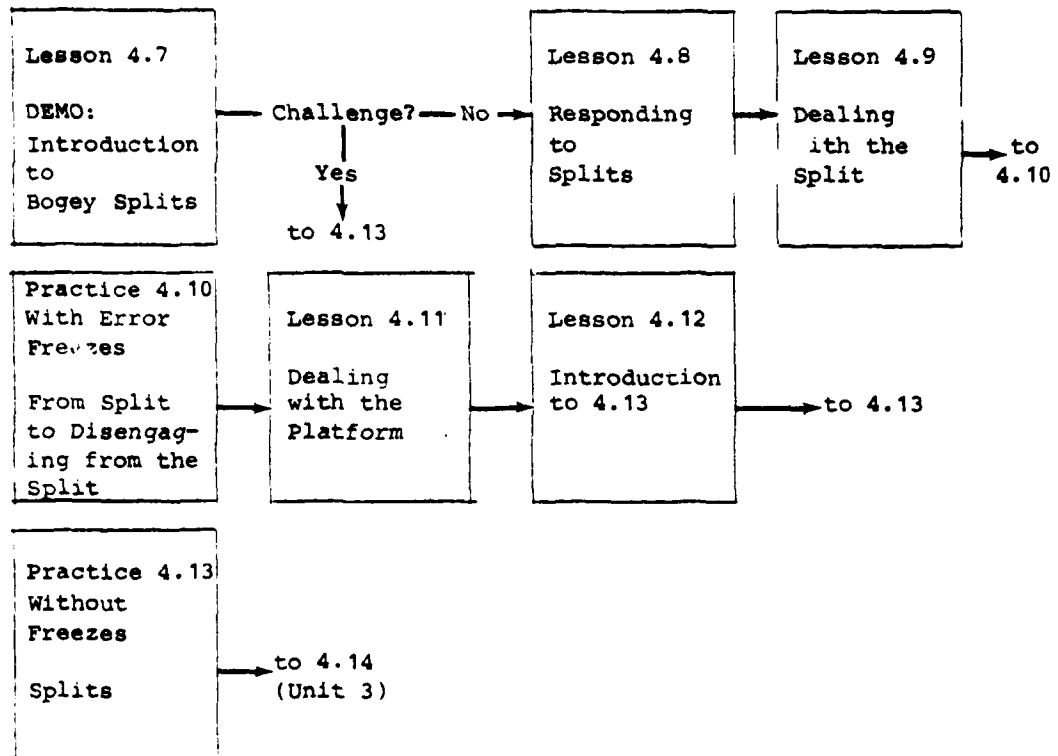 Lesson 4.7
DEMO:
Introduction
to
Bogey Splits
Challenge?
No
Yes
to 4.13
Lesson 4.8
Responding
to
Splits
Lesson 4.9
Dealing
ith the
Split
to
4.10
Practice 4.10
With Error
From Split
to Disengag-
ing from the
Split
Lesson 4.11
Dealing
with the
Platform
Lesson 4.12
Introduction
to 4.13
to 4.13
Practice 4.13
Without
Freezes
Splits
to 4.14
(Unit 3)